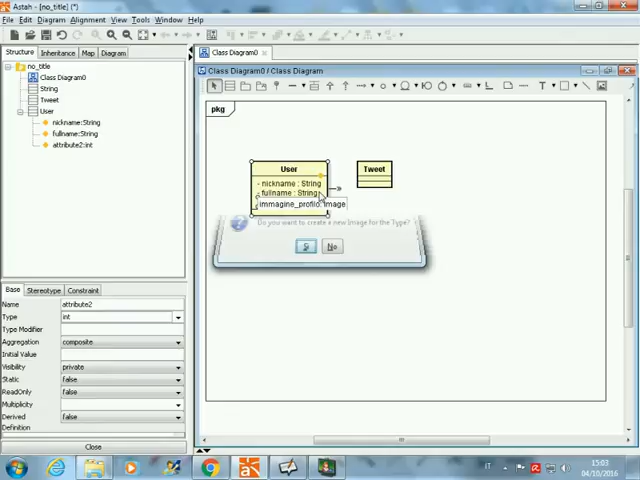 Astah - [no_title] (*)
File Edit Diagram Alignment View Tools Window Help
Structure Inheritance Map Diagram
no_title
Class Diagram0
String
Tweet
User
nickname:String
fullname:String
attribute2:int
Base Stereotype Constraint
Name attribute2
Type int
Type Modifier
Aggregation composite
Initial Value
Visibility private
Static false
ReadOnly false
Multiplicity
Derived false
Definition
Close
Class Diagram0
Class Diagram0 / Class Diagram
pkg
User
- nickname : String
- fullname : String
immagine_profilo: Image
Tweet
Do you want to create a new Image for the Type?
Sì No
IT
15:03
04/10/2016